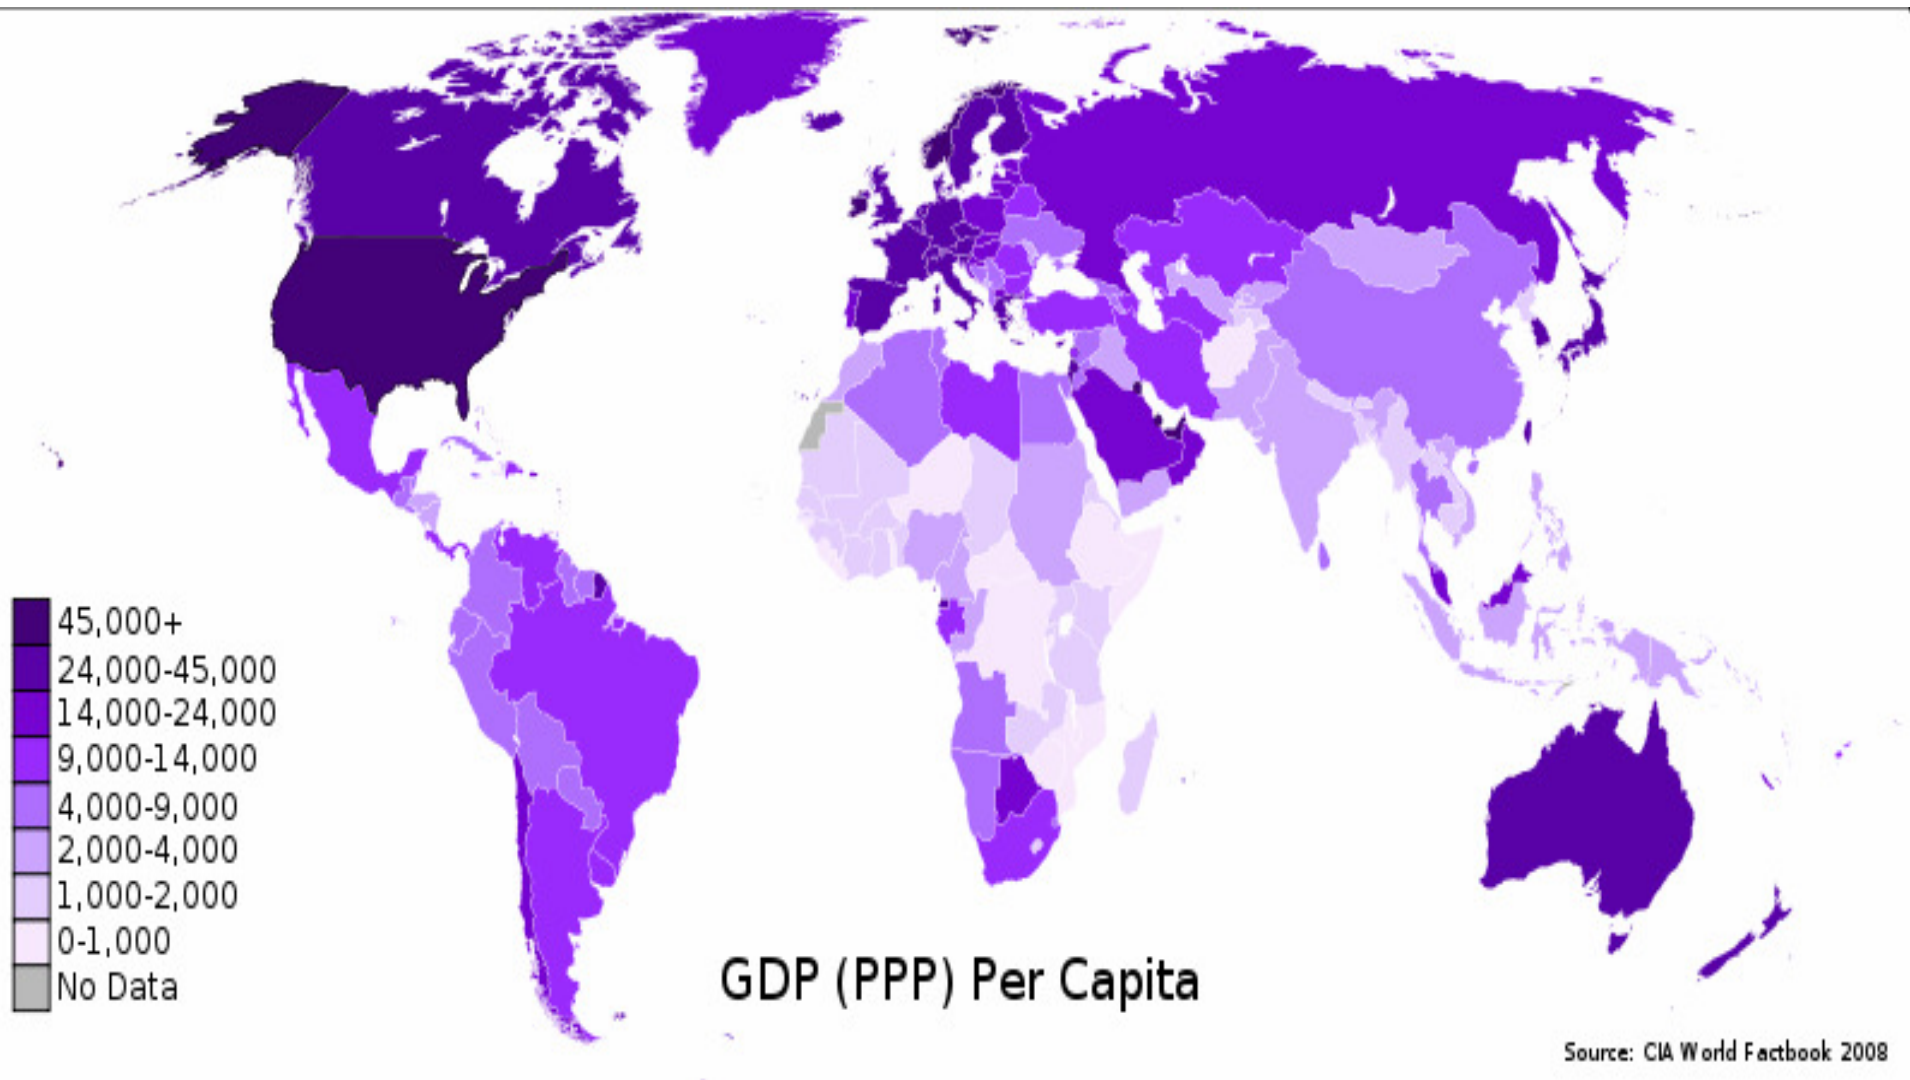 45,000+
24,000-45,000
14,000-24,000
9,000-14,000
4,000-9,000
2,000-4,000
1,000-2,000
0-1,000
No Data
GDP (PPP) Per Capita
Source: CIA World Factbook 2008